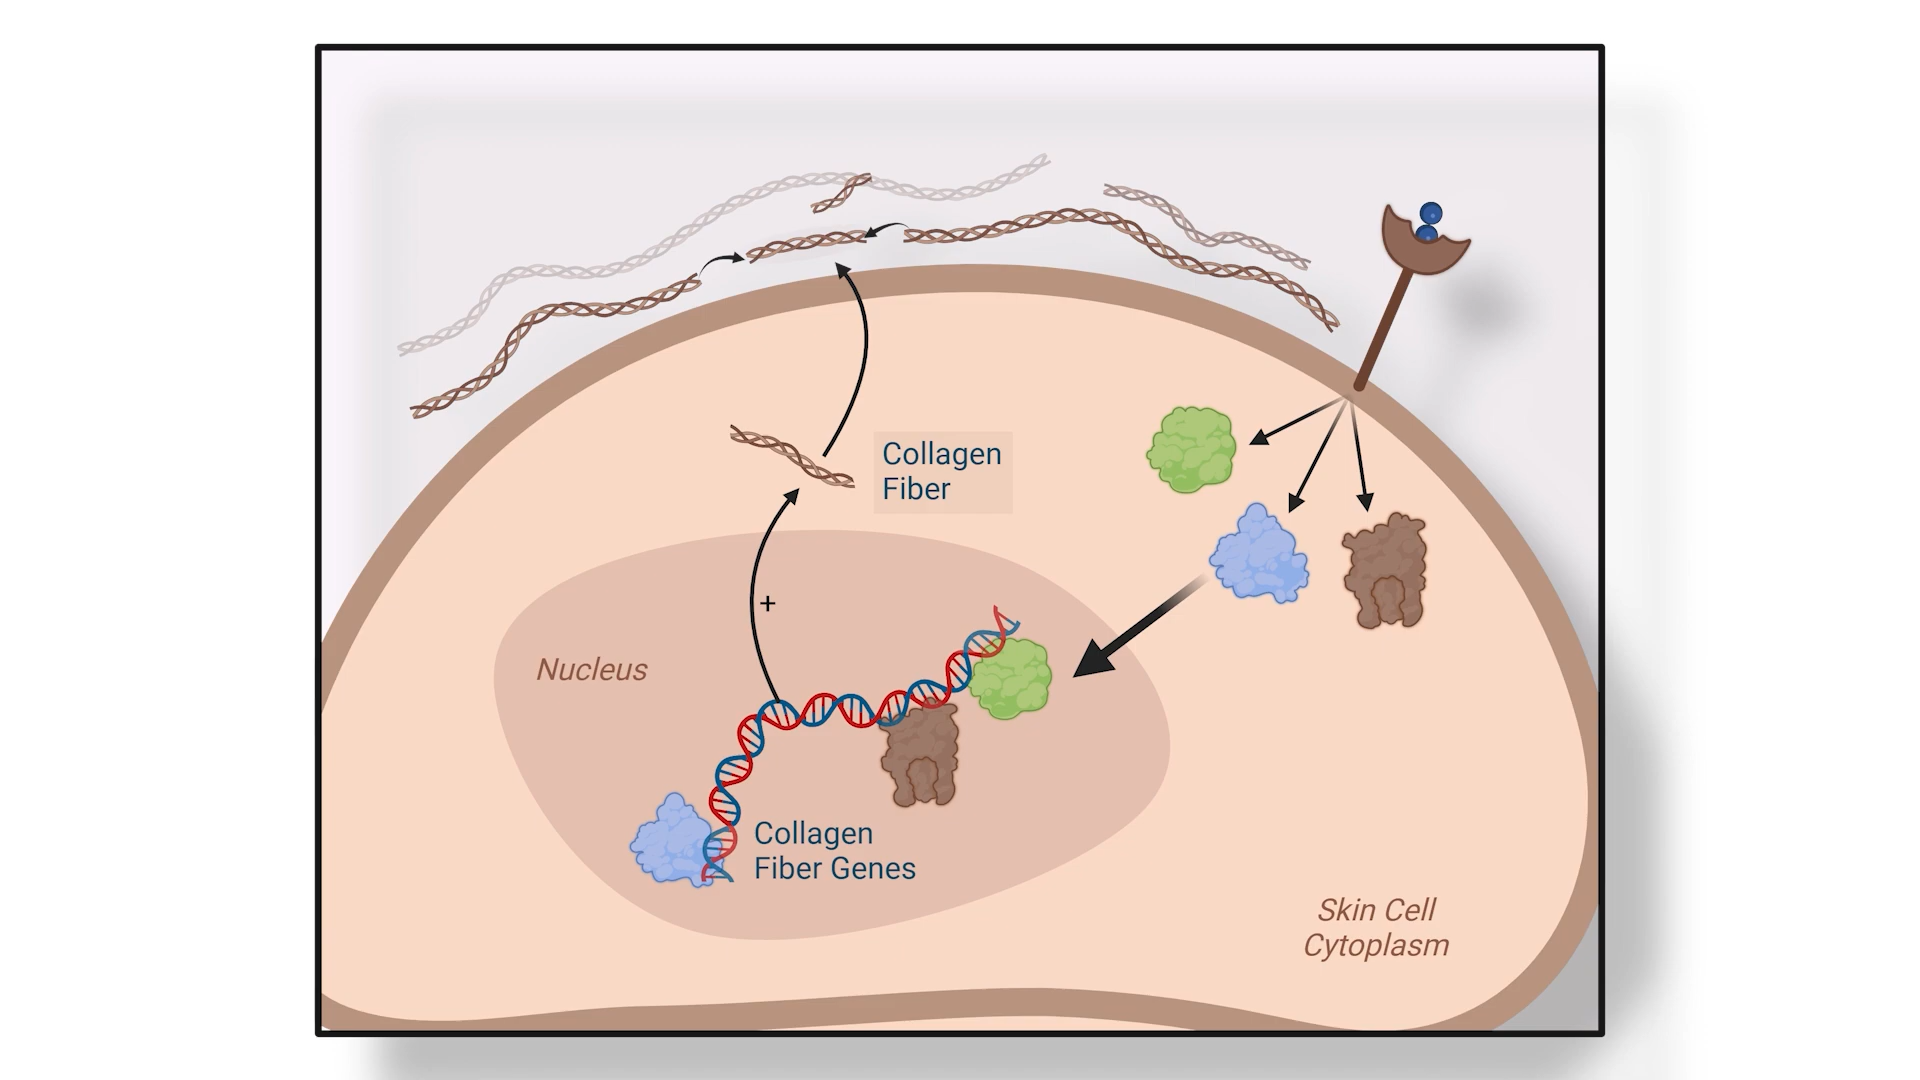 Collagen
Fiber
+
Nucleus
Collagen
Fiber Genes
Skin Cell
Cytoplasm